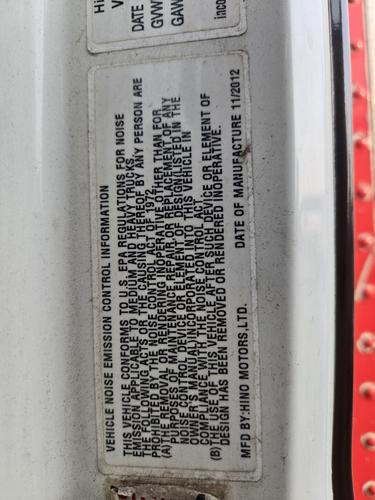 Hi
V
DATE
GVW
GAW
inco
VEHICLE NOISE EMISSION CONTROL INFORMATION
THIS VEHICLE CONFORMS TO U.S. EPA REGULATIONS FOR NOISE
EMISSION APPLICABLE TO MEDIUM AND HEAVY TRUCKS.
THE FOLLOWING ACTS OR THE CAUSING THEREOF BY ANY PERSON ARE
PROHIBITED BY THE NOISE CONTROL ACT OF 1972.
(A) THE REMOVAL OR RENDERING INOPERATIVE, OTHER THAN FOR
PURPOSES OF MAINTENANCE, REPAIR, OR REPLACEMENT OF ANY
NOISE CONTROL DEVICE OR ELEMENT OF DESIGN (LISTED IN THE
OWNER'S MANUAL) INCORPORATED INTO THIS VEHICLE IN
COMPLIANCE WITH THE NOISE CONTROL ACT.
(B) THE USE OF THIS VEHICLE AFTER SUCH DEVICE OR ELEMENT OF
DESIGN HAS BEEN REMOVED OR RENDERED INOPERATIVE.
MFD BY: HINO MOTORS, LTD. DATE OF MANUFACTURE 11/2012